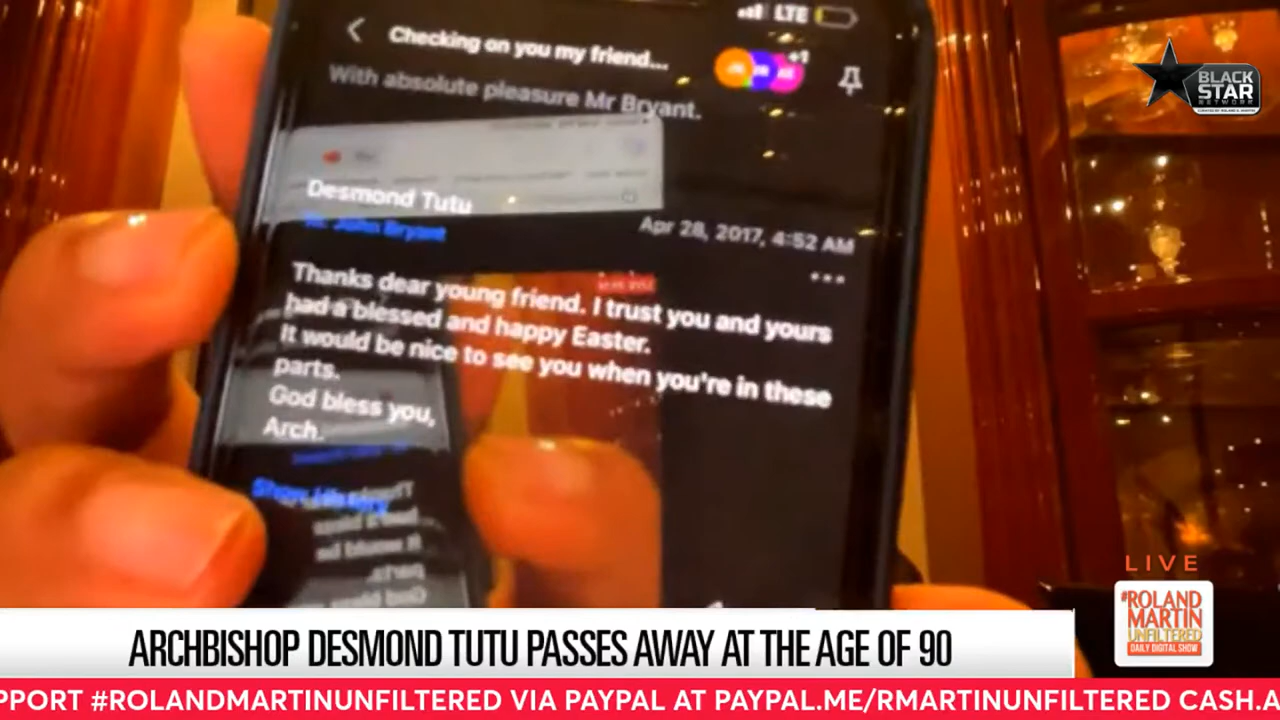 LTE
Checking on you my friend...
+1
With absolute pleasure Mr Bryant.
Desmond Tutu
John Bryant
Apr 28, 2017, 4:52 AM
Thanks dear young friend. I trust you and yours
had a blessed and happy Easter.
It would be nice to see you when you're in these
parts.
God bless you,
Arch.
Show History
BLACK
STAR
NETWORK
LIVE
#ROLAND
MARTIN
UNFILTERED
DAILY DIGITAL SHOW
ARCHBISHOP DESMOND TUTU PASSES AWAY AT THE AGE OF 90
PPORT #ROLANDMARTINUNFILTERED VIA PAYPAL AT PAYPAL.ME/RMARTINUNFILTERED CASH.A